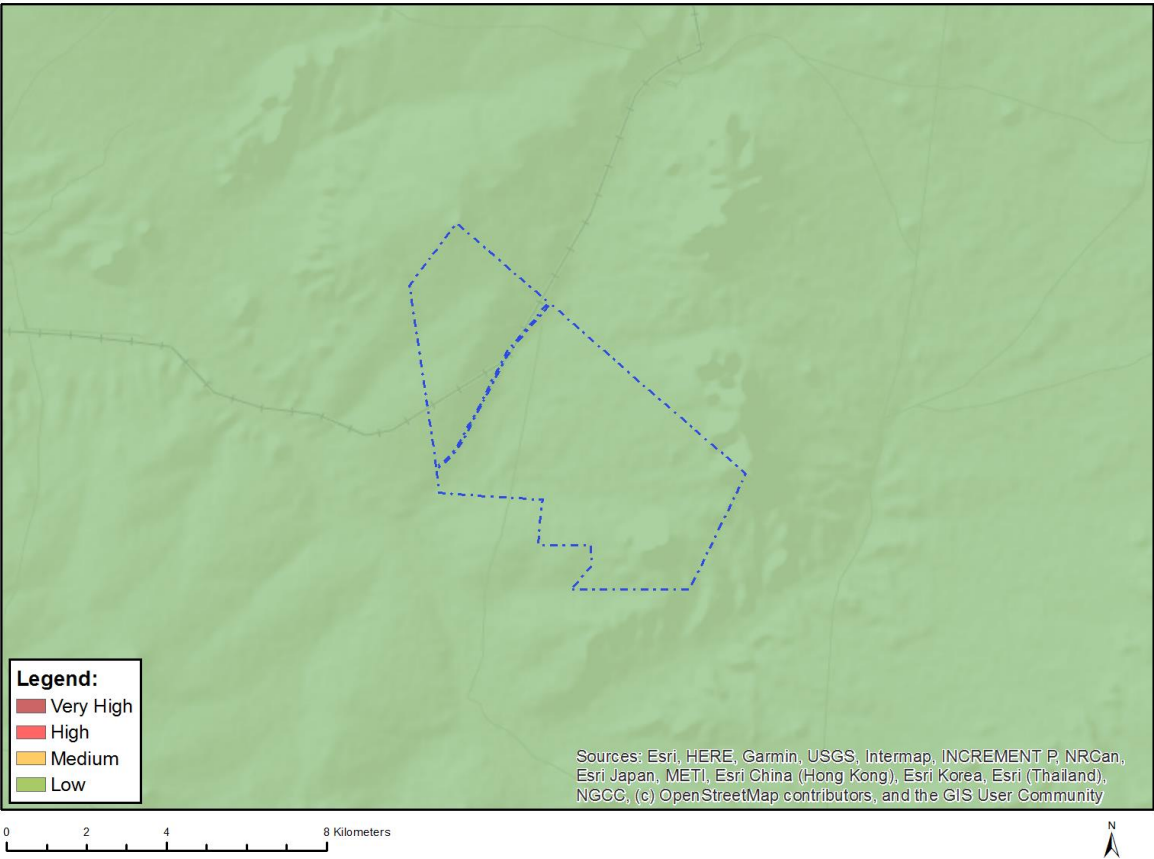 Legend:
Very High
High
Medium
Low
Sources: Esri, HERE, Garmin, USGS, Intermap, INCREMENT P, NRCan,
Esri Japan, METI, Esri China (Hong Kong), Esri Korea, Esri (Thailand),
NGCC, (c) OpenStreetMap contributors, and the GIS User Community
0 2 4 8 Kilometers
N